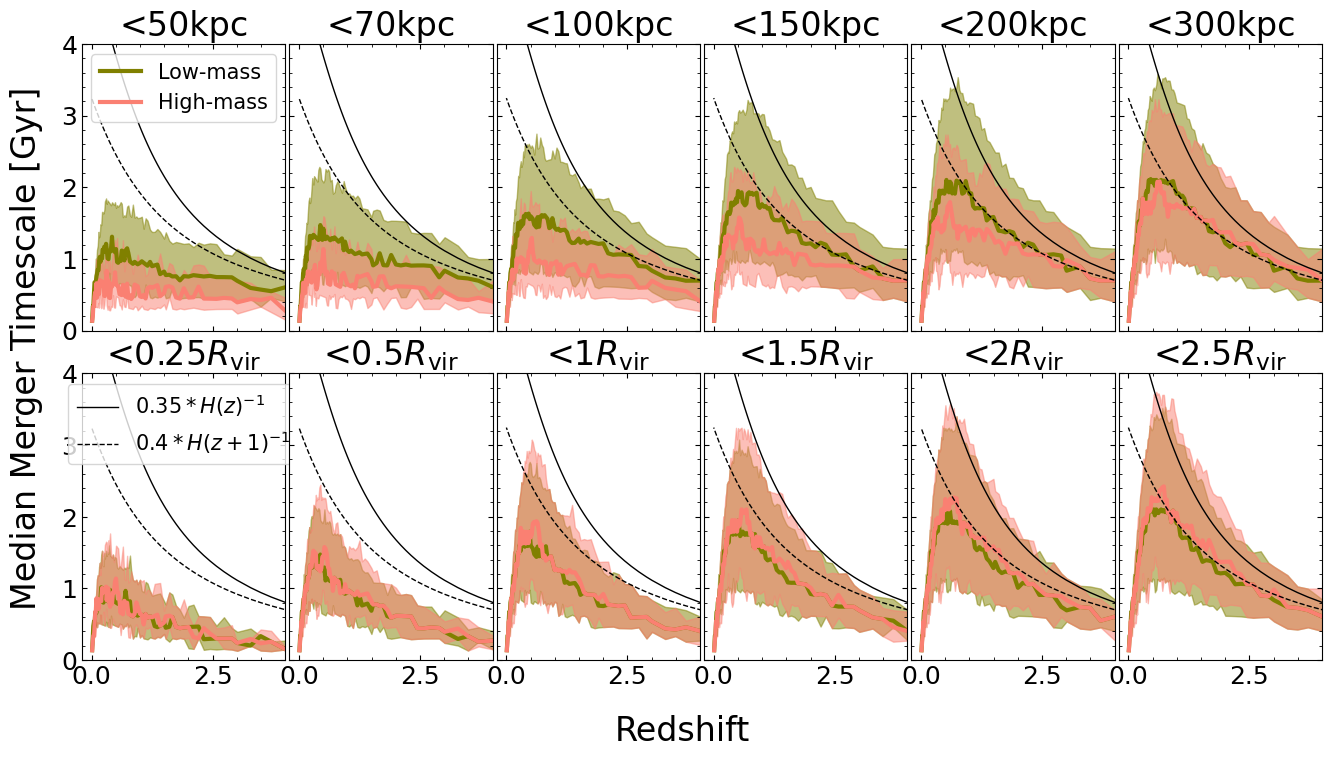 <50kpc <70kpc <100kpc <150kpc <200kpc <300kpc
Median Merger Timescale [Gyr]
4
3
2
1
0
Low-mass
High-mass
<0.25R_vir <0.5R_vir <1R_vir <1.5R_vir <2R_vir <2.5R_vir
4
3
2
1
0
0.35 * H(z)⁻¹
0.4 * H(z+1)⁻¹
0.0 2.5 0.0 2.5 0.0 2.5 0.0 2.5 0.0 2.5 0.0 2.5
Redshift